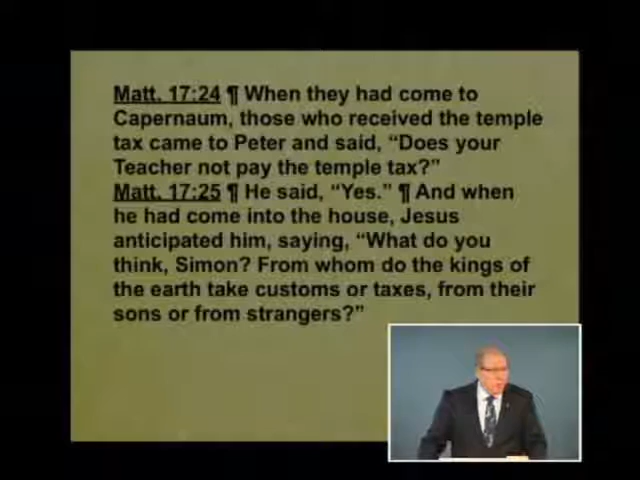 Matt. 17:24 ¶ When they had come to
Capernaum, those who received the temple
tax came to Peter and said, “Does your
Teacher not pay the temple tax?”
Matt. 17:25 ¶ He said, “Yes.” ¶ And when
he had come into the house, Jesus
anticipated him, saying, “What do you
think, Simon? From whom do the kings of
the earth take customs or taxes, from their
sons or from strangers?”